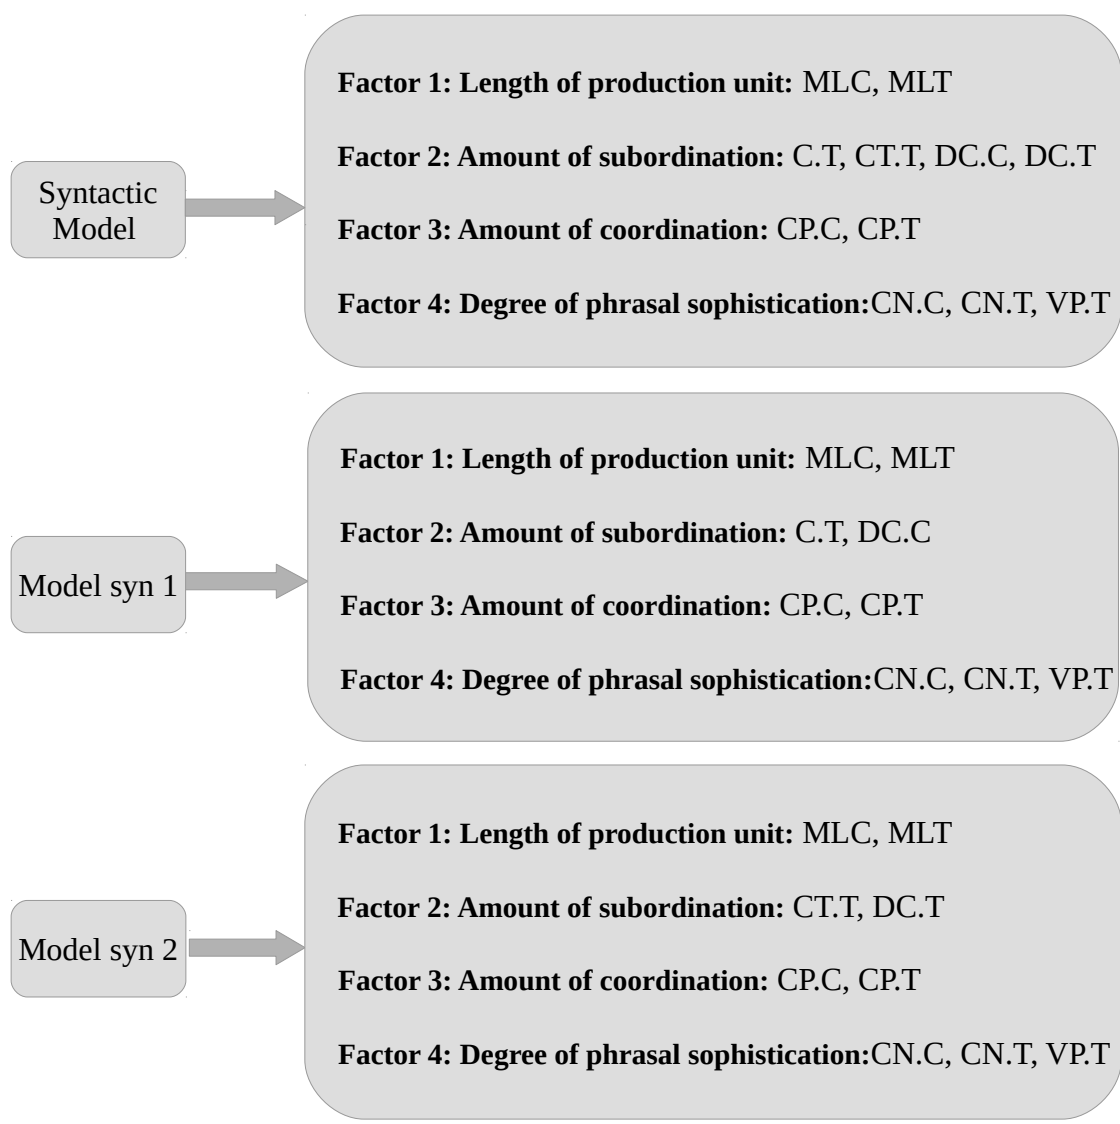 Syntactic
Model
Factor 1: Length of production unit: MLC, MLT
Factor 2: Amount of subordination: C.T, CT.T, DC.C, DC.T
Factor 3: Amount of coordination: CP.C, CP.T
Factor 4: Degree of phrasal sophistication:CN.C, CN.T, VP.T
Model syn 1
Factor 1: Length of production unit: MLC, MLT
Factor 2: Amount of subordination: C.T, DC.C
Factor 3: Amount of coordination: CP.C, CP.T
Factor 4: Degree of phrasal sophistication:CN.C, CN.T, VP.T
Model syn 2
Factor 1: Length of production unit: MLC, MLT
Factor 2: Amount of subordination: CT.T, DC.T
Factor 3: Amount of coordination: CP.C, CP.T
Factor 4: Degree of phrasal sophistication:CN.C, CN.T, VP.T